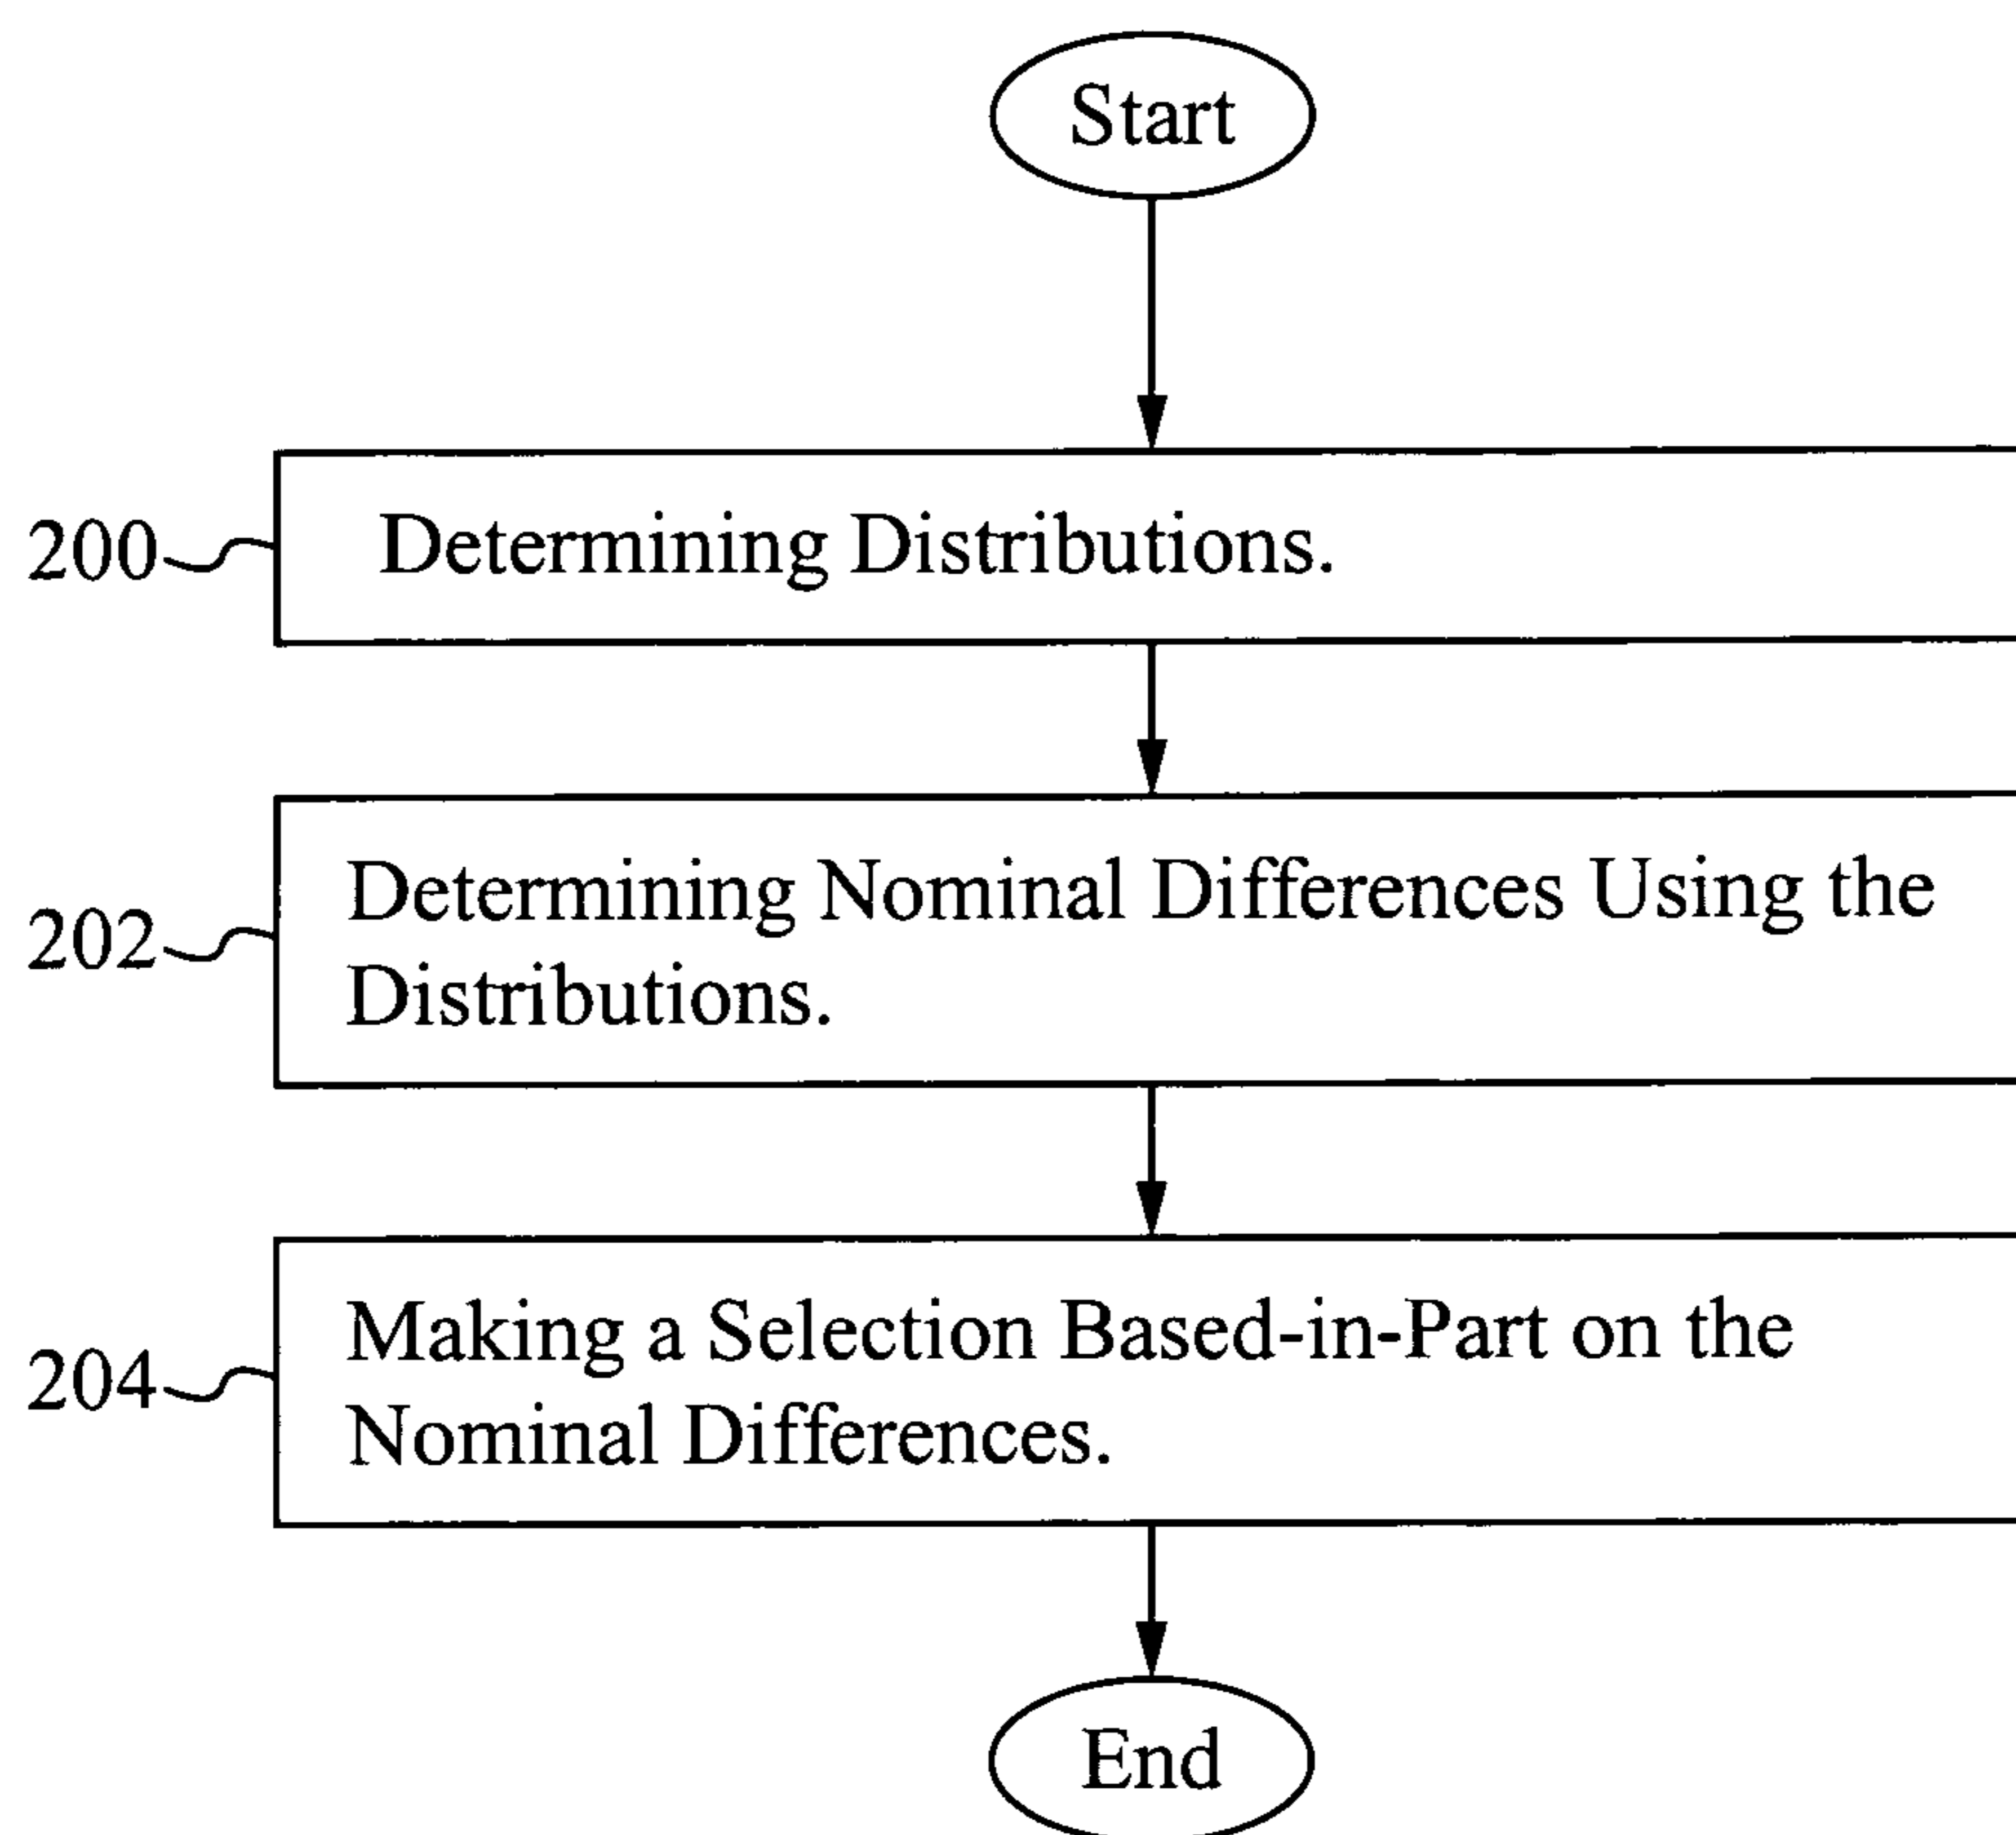 Start
200
Determining Distributions.
202
Determining Nominal Differences Using the
Distributions.
204
Making a Selection Based-in-Part on the
Nominal Differences.
End